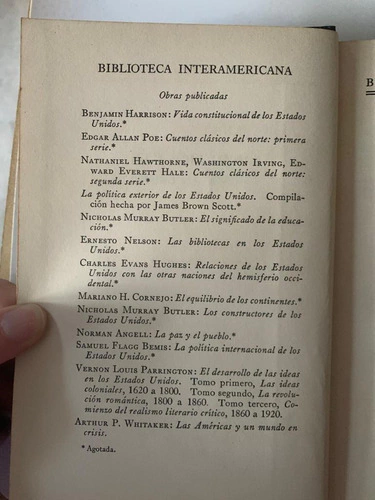 BIBLIOTECA INTERAMERICANA
Obras publicadas
BENJAMIN HARRISON: Vida constitucional de los Estados
Unidos.*
EDGAR ALLAN POE: Cuentos clásicos del norte: primera
serie.*
NATHANIEL HAWTHORNE, WASHINGTON IRVING, ED-
WARD EVERETT HALE: Cuentos clásicos del norte:
segunda serie.*
La política exterior de los Estados Unidos. Compila-
ción hecha por James Brown Scott.*
NICHOLAS MURRAY BUTLER: El significado de la educa-
ción.*
ERNESTO NELSON: Las bibliotecas en los Estados
Unidos.*
CHARLES EVANS HUGHES: Relaciones de los Estados
Unidos con las otras naciones del hemisferio occi-
dental.*
MARIANO H. CORNEJO: El equilibrio de los continentes.*
NICHOLAS MURRAY BUTLER: Los constructores de los
Estados Unidos.*
NORMAN ANGELL: La paz y el pueblo.*
SAMUEL FLAGG BEMIS: La política internacional de los
Estados Unidos.*
VERNON LOUIS PARRINGTON: El desarrollo de las ideas
en los Estados Unidos. Tomo primero, Las ideas
coloniales, 1620 a 1800. Tomo segundo, La revolu-
ción romántica, 1800 a 1860. Tomo tercero, Co-
mienzo del realismo literario crítico, 1860 a 1920.
ARTHUR P. WHITAKER: Las Américas y un mundo en
crisis.
* Agotada.
B